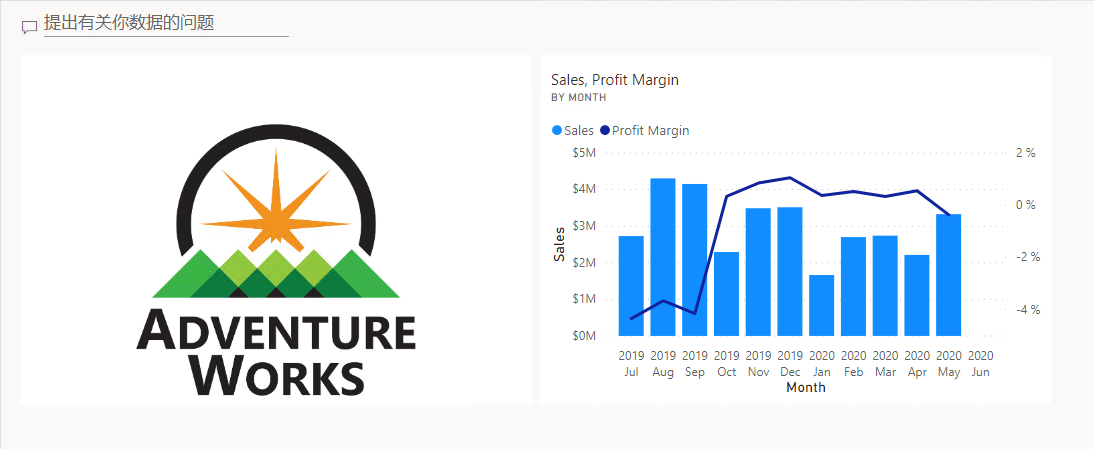 提出有关你数据的问题
ADVENTURE
WORKS
Sales, Profit Margin
BY MONTH
Sales Profit Margin
$5M
$4M
$3M
$2M
$1M
$0M
Sales
2 %
0 %
-2 %
-4 %
2019 2019 2019 2019 2019 2019 2020 2020 2020 2020 2020 2020
Jul Aug Sep Oct Nov Dec Jan Feb Mar Apr May Jun
Month